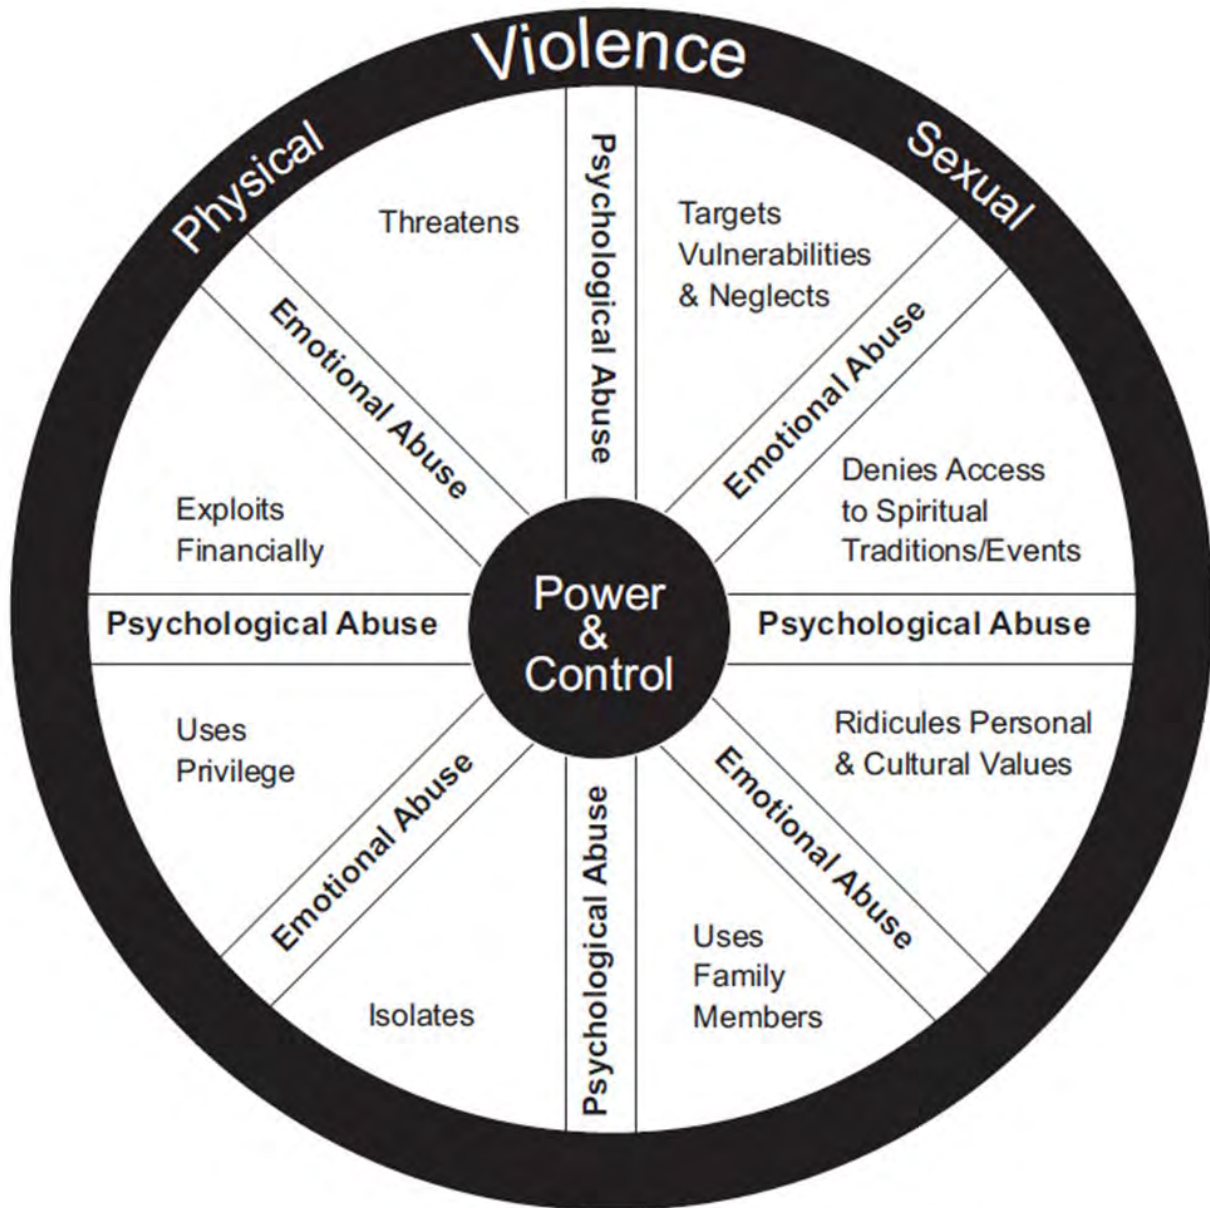 Violence
Physical
Sexual
Psychological Abuse
Threatens
Targets
Vulnerabilities
& Neglects
Emotional Abuse
Emotional Abuse
Exploits
Financially
Denies Access
to Spiritual
Traditions/Events
Power
&
Control
Psychological Abuse
Psychological Abuse
Uses
Privilege
Ridicules Personal
& Cultural Values
Emotional Abuse
Emotional Abuse
Psychological Abuse
Isolates
Uses
Family
Members